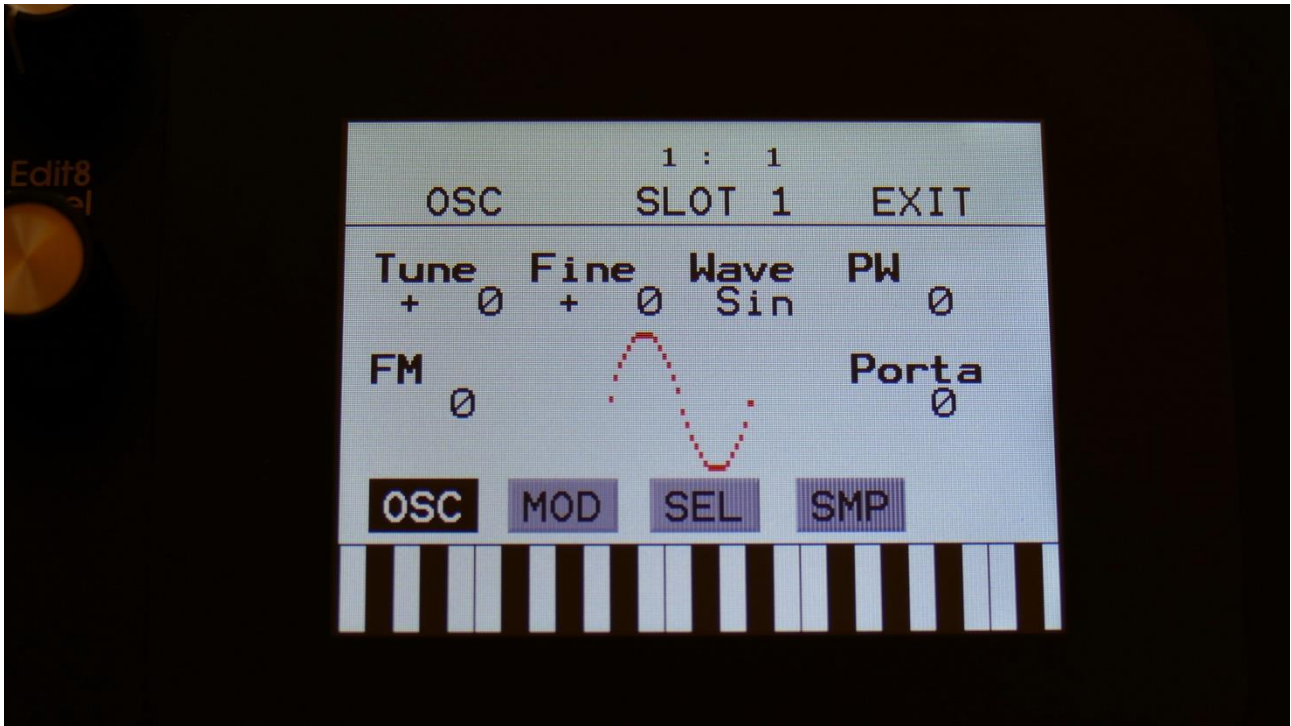 1 : 1
OSC SLOT 1 EXIT
Edit8
Tune Fine Wave PW
+ 0 + 0 Sin 0
FM Porta
0 0
OSC MOD SEL SMP